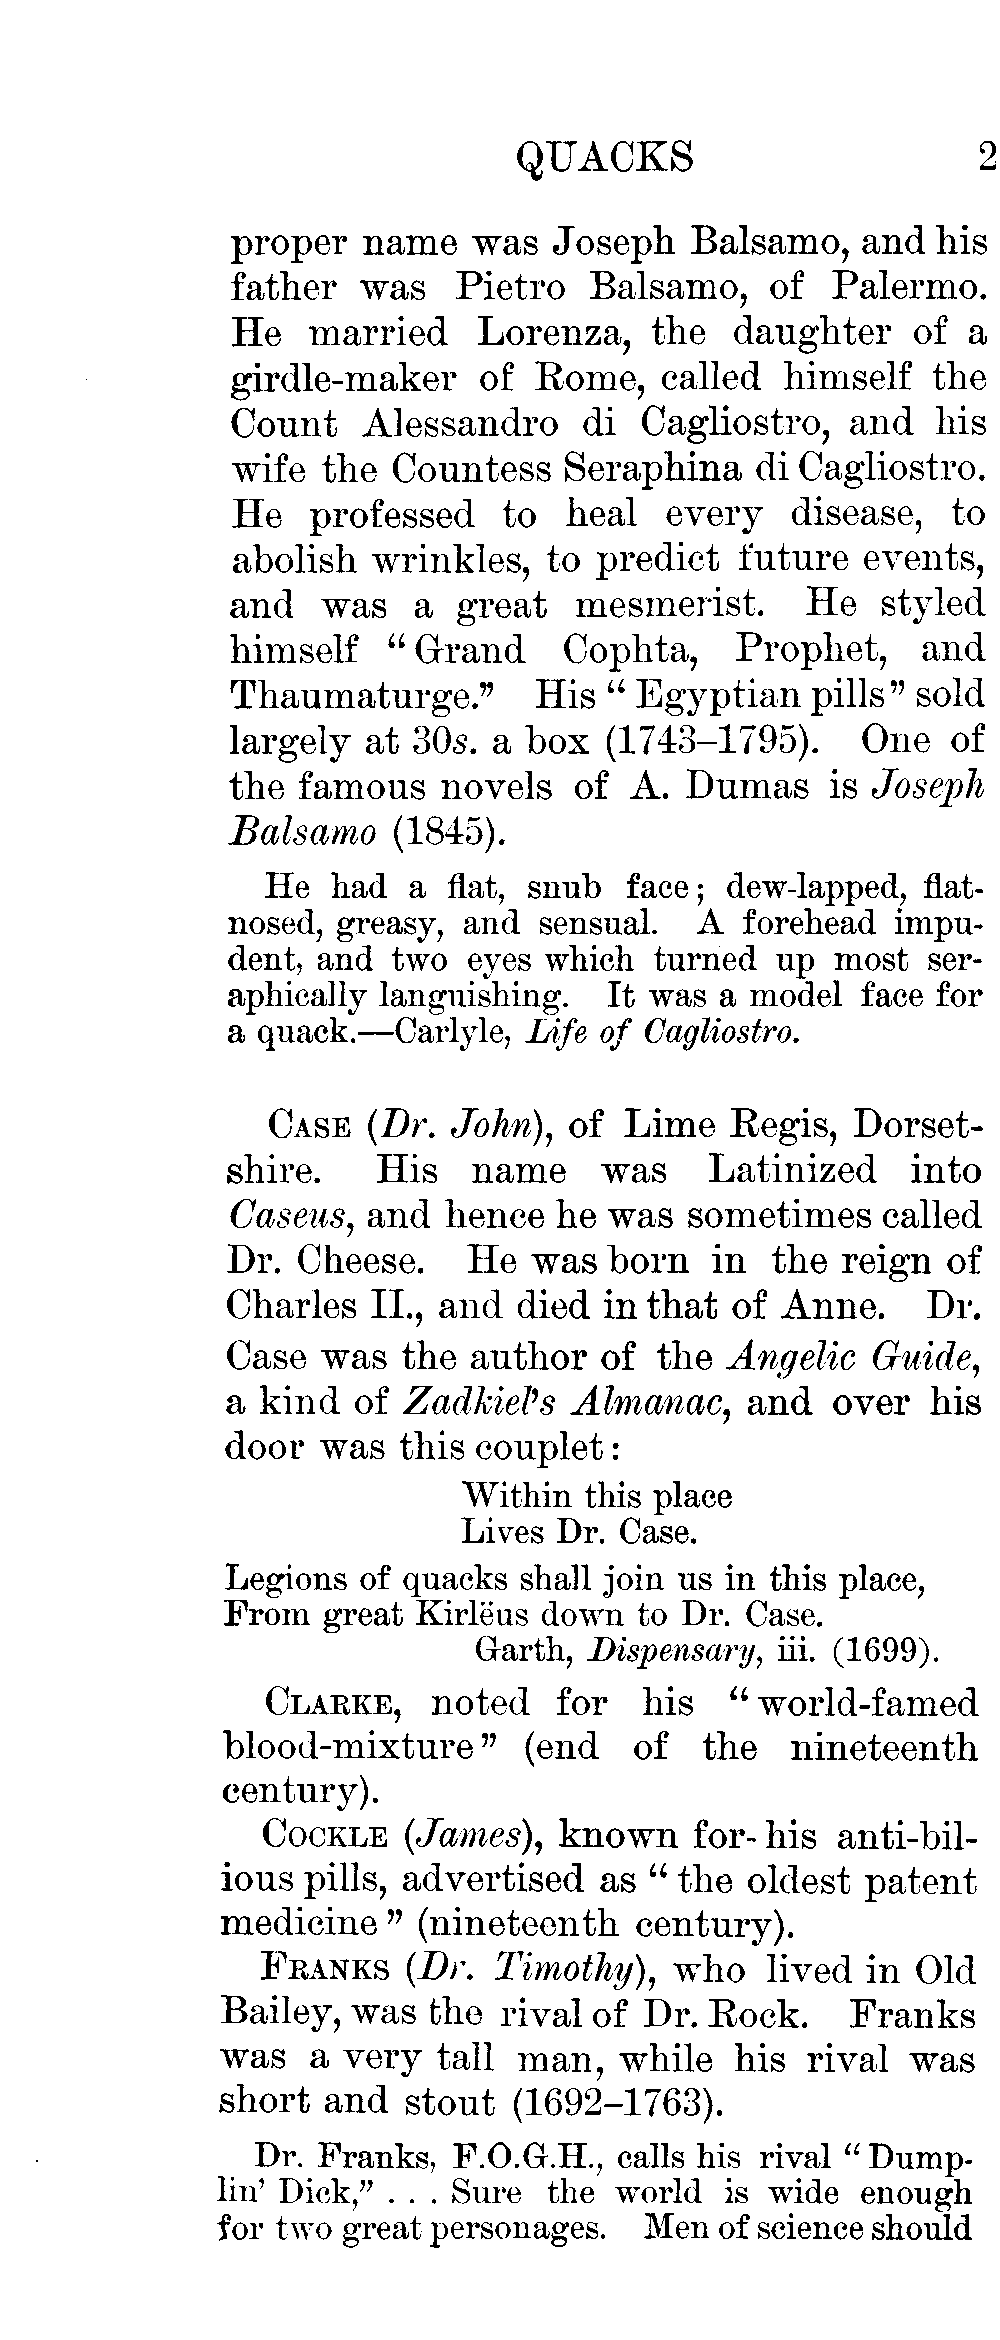 QUACKS 2
proper name was Joseph Balsamo, and his
father was Pietro Balsamo, of Palermo.
He married Lorenza, the daughter of a
girdle-maker of Rome, called himself the
Count Alessandro di Cagliostro, and his
wife the Countess Seraphina di Cagliostro.
He professed to heal every disease, to
abolish wrinkles, to predict future events,
and was a great mesmerist. He styled
himself “Grand Cophta, Prophet, and
Thaumaturge.” His “Egyptian pills” sold
largely at 30s. a box (1743–1795). One of
the famous novels of A. Dumas is Joseph
Balsamo (1845).
He had a flat, snub face; dew-lapped, flat-
nosed, greasy, and sensual. A forehead impu-
dent, and two eyes which turned up most ser-
aphically languishing. It was a model face for
a quack.—Carlyle, Life of Cagliostro.
CASE (Dr. John), of Lime Regis, Dorset-
shire. His name was Latinized into
Caseus, and hence he was sometimes called
Dr. Cheese. He was born in the reign of
Charles II., and died in that of Anne. Dr.
Case was the author of the Angelic Guide,
a kind of Zadkiel's Almanac, and over his
door was this couplet:
Within this place
Lives Dr. Case.
Legions of quacks shall join us in this place,
From great Kirlëus down to Dr. Case.
Garth, Dispensary, iii. (1699).
CLARKE, noted for his “world-famed
blood-mixture” (end of the nineteenth
century).
COCKLE (James), known for his anti-bil-
ious pills, advertised as “the oldest patent
medicine” (nineteenth century).
FRANKS (Dr. Timothy), who lived in Old
Bailey, was the rival of Dr. Rock. Franks
was a very tall man, while his rival was
short and stout (1692–1763).
Dr. Franks, F.O.G.H., calls his rival “Dump-
lin' Dick,” . . . Sure the world is wide enough
for two great personages. Men of science should